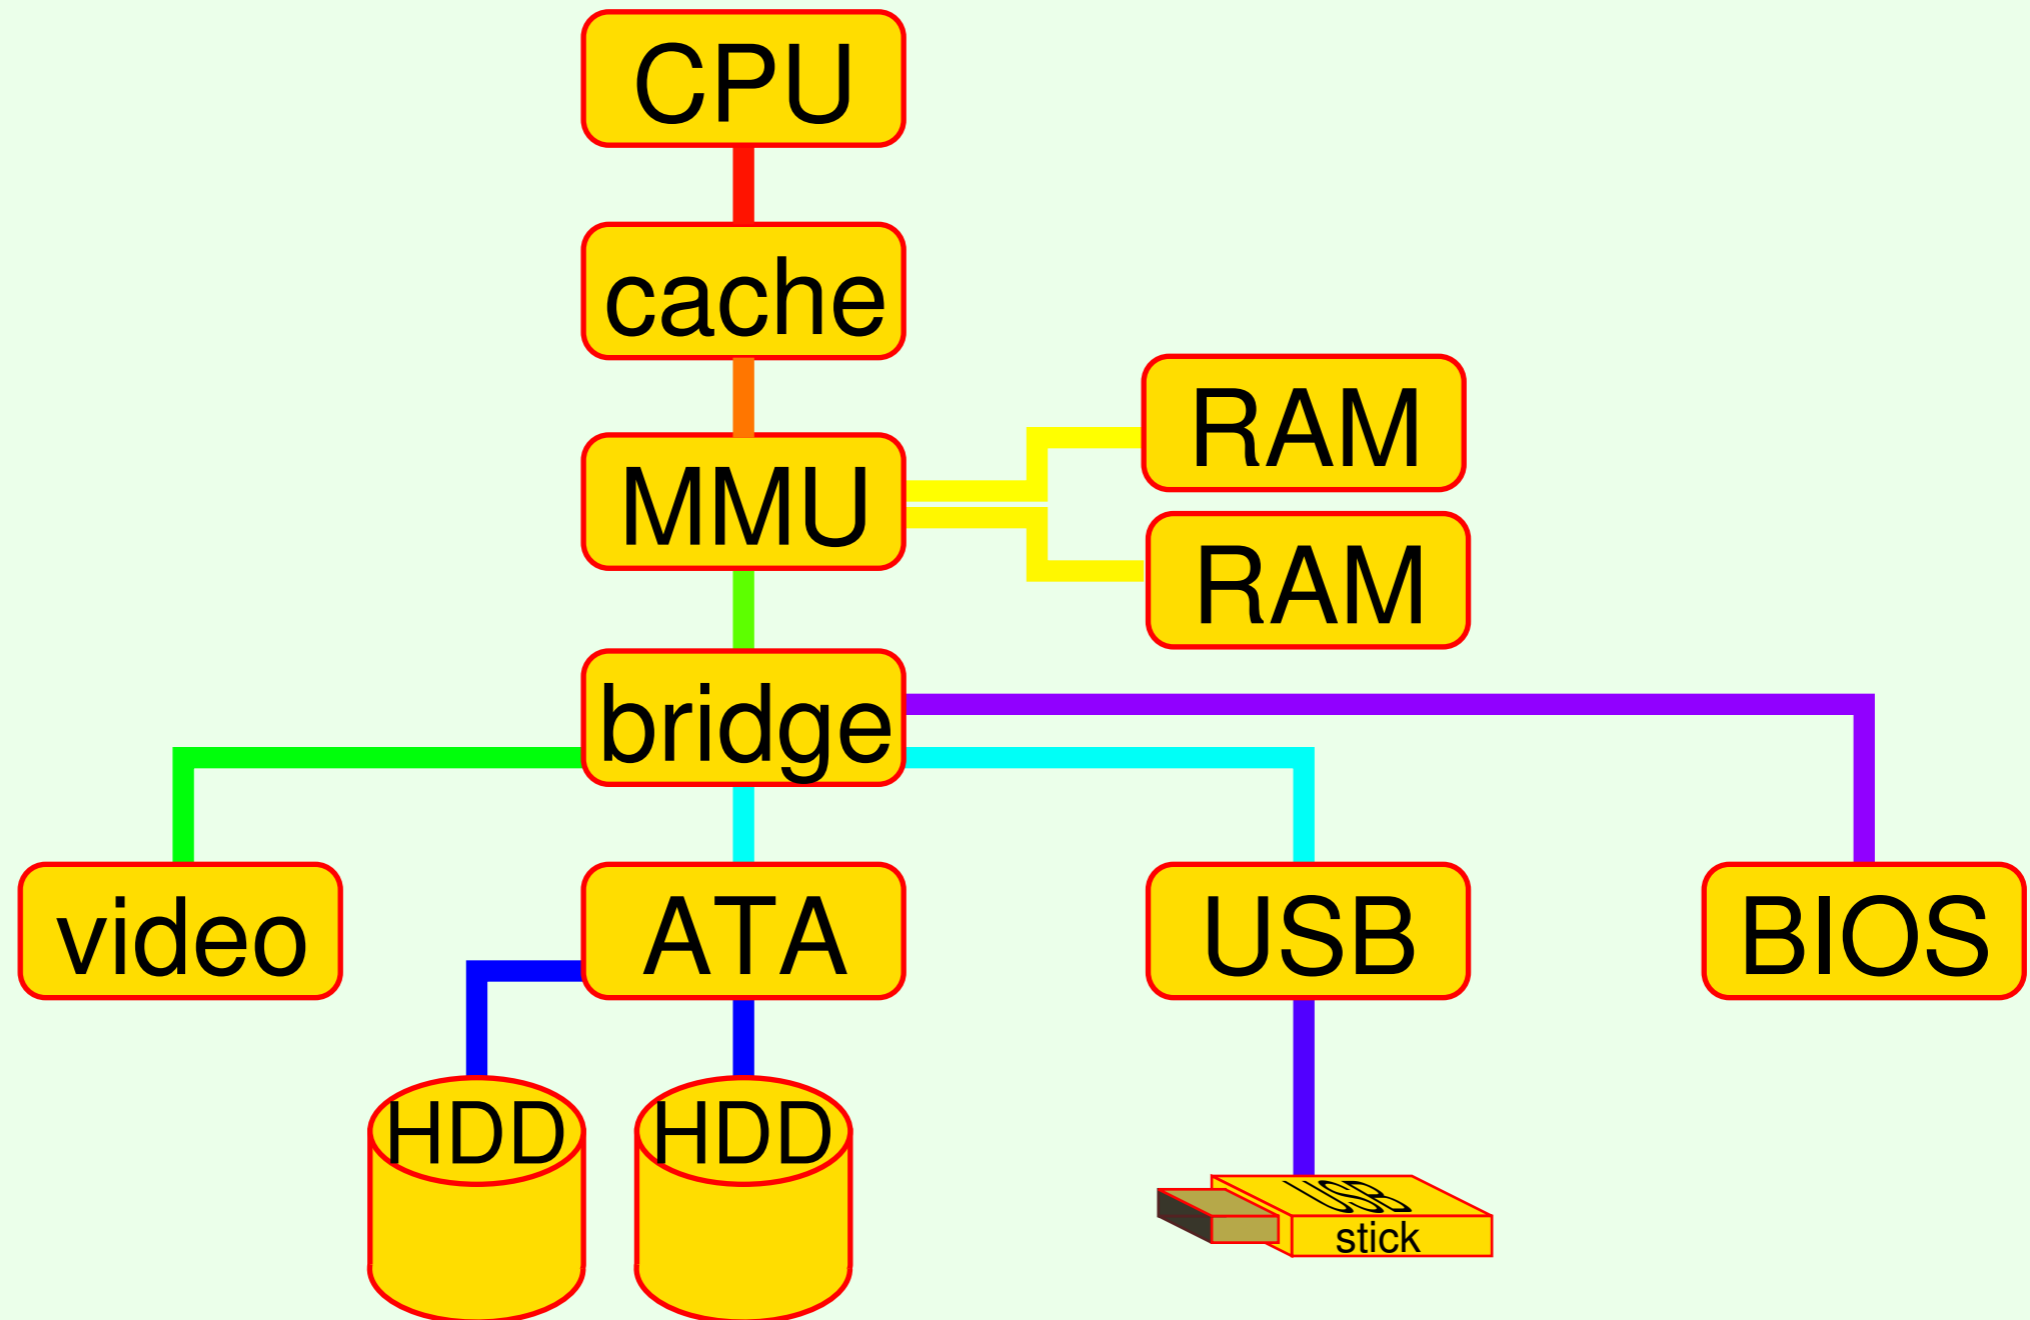 CPU
cache
MMU
RAM
RAM
bridge
video
ATA
USB
BIOS
HDD
HDD
USB
stick